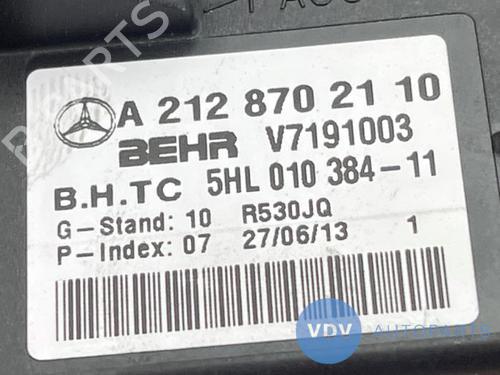 A 212 870 21 10
BEHR V7191003
B.H.TC 5HL 010 384-11
G-Stand: 10 R530JQ
P-Index: 07 27/06/13 1
VDV AUTOPARTS